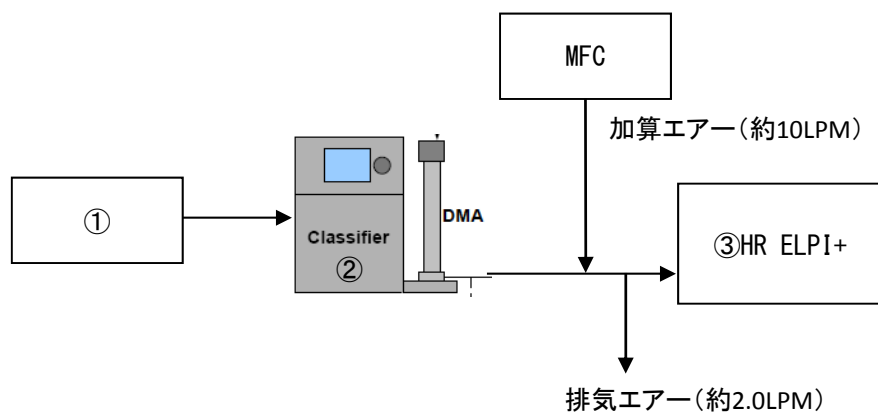 MFC
加算エアー（約10LPM）
①
Classifier
②
DMA
③HR ELPI+
排気エアー（約2.0LPM）